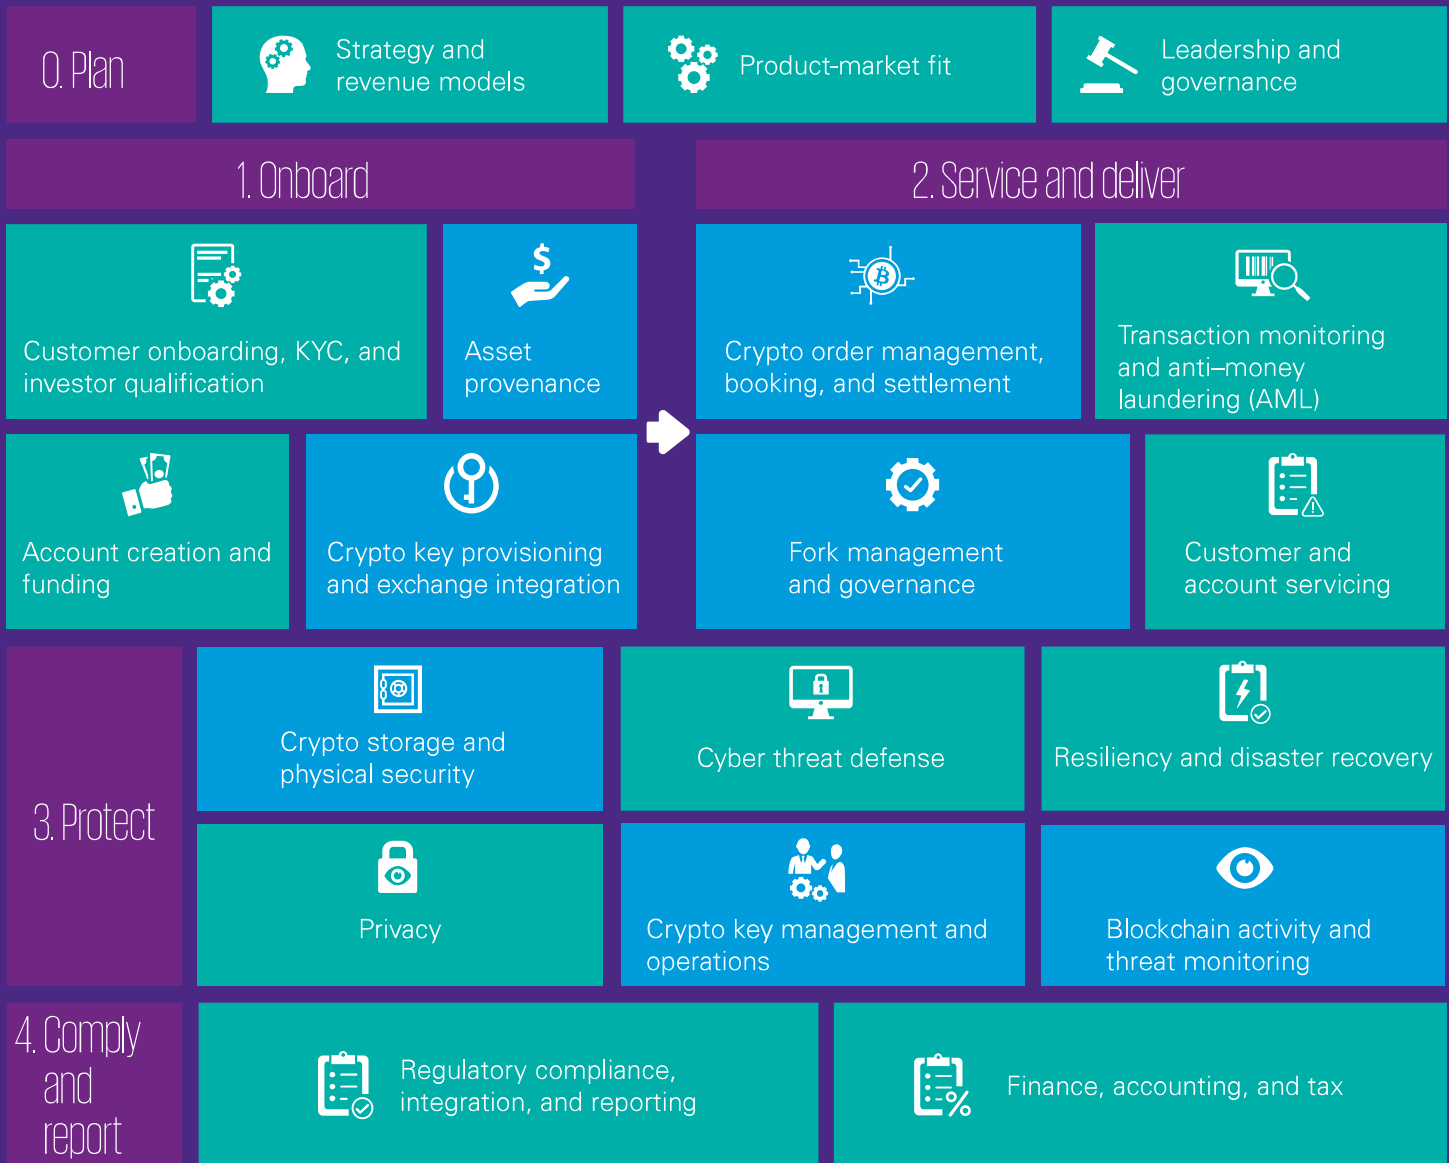 0. Plan
Strategy and
revenue models
Product-market fit
Leadership and
governance
1. Onboard
2. Service and deliver
Customer onboarding, KYC, and
investor qualification
$
Asset
provenance
Crypto order management,
booking, and settlement
Transaction monitoring
and anti–money
laundering (AML)
Account creation and
funding
Crypto key provisioning
and exchange integration
Fork management
and governance
Customer and
account servicing
3. Protect
Crypto storage and
physical security
Cyber threat defense
Resiliency and disaster recovery
Privacy
Crypto key management and
operations
Blockchain activity and
threat monitoring
4. Comply
and
report
Regulatory compliance,
integration, and reporting
Finance, accounting, and tax